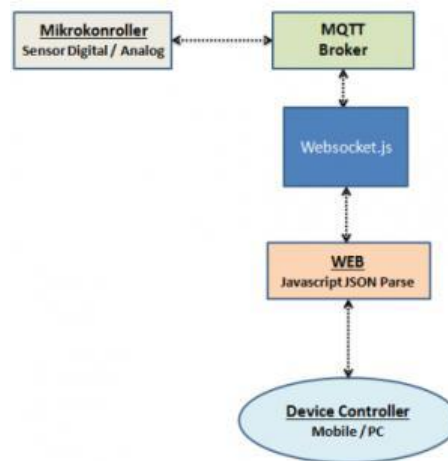 Mikrokonroller
Sensor Digital / Analog
MQTT
Broker
Websocket.js
WEB
Javascript JSON Parse
Device Controller
Mobile / PC